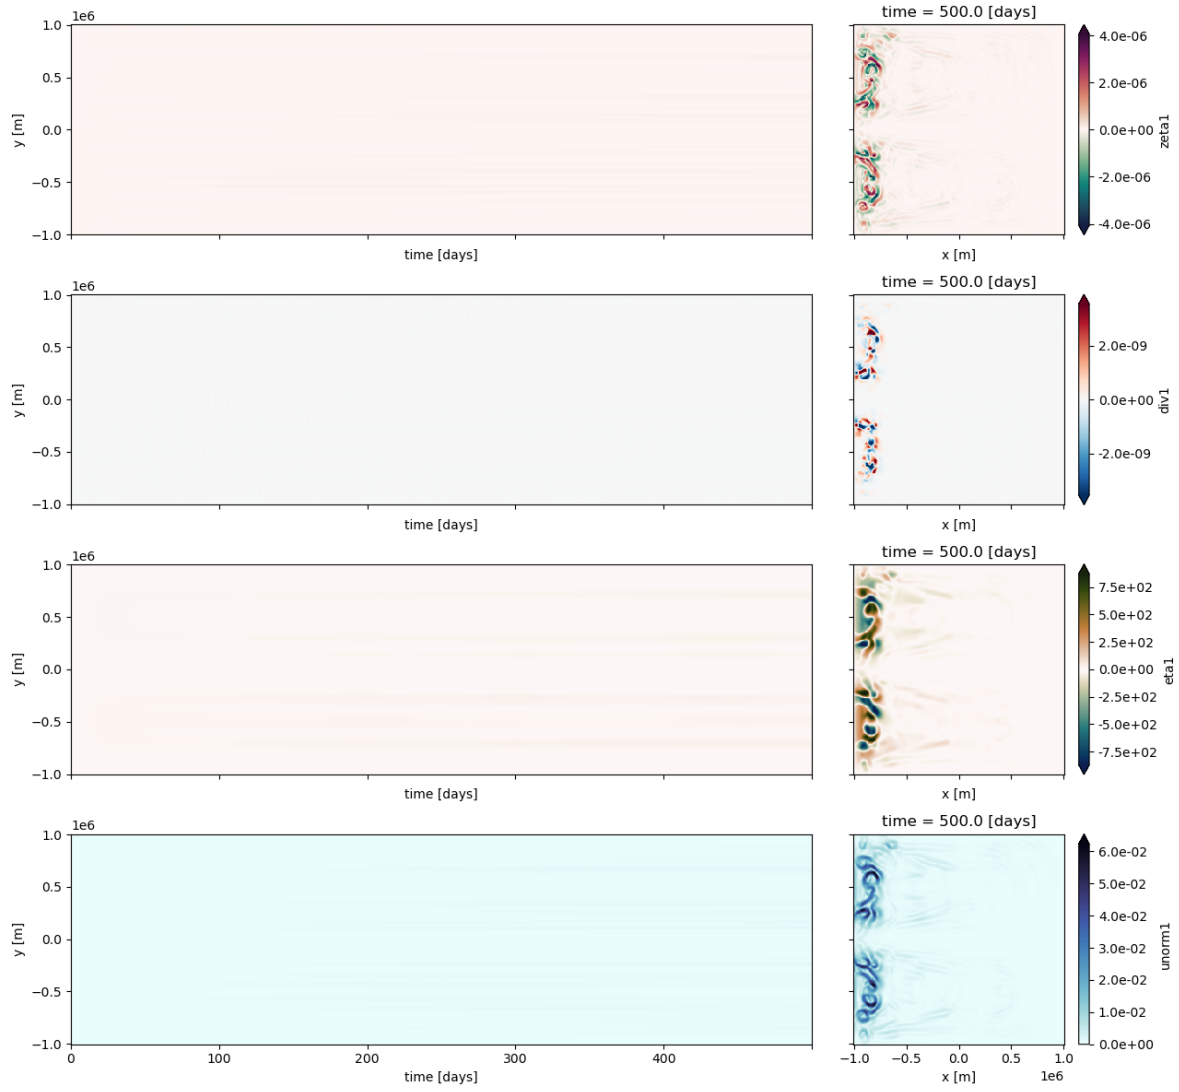 1e6
time = 500.0 [days]
1.0
0.5
0.0
−0.5
−1.0
y [m]
time [days]
x [m]
4.0e-06
2.0e-06
0.0e+00
-2.0e-06
-4.0e-06
zeta1
time = 500.0 [days]
1.0
0.5
0.0
−0.5
−1.0
y [m]
time [days]
x [m]
2.0e-09
0.0e+00
-2.0e-09
div1
1e6
time = 500.0 [days]
1.0
0.5
0.0
−0.5
−1.0
y [m]
time [days]
x [m]
7.5e+02
5.0e+02
2.5e+02
0.0e+00
-2.5e+02
-5.0e+02
-7.5e+02
eta1
1e6
time = 500.0 [days]
1.0
0.5
0.0
−0.5
−1.0
y [m]
0 100 200 300 400
time [days]
−1.0 −0.5 0.0 0.5 1.0
x [m]
1e6
6.0e-02
5.0e-02
4.0e-02
3.0e-02
2.0e-02
1.0e-02
0.0e+00
unorm1